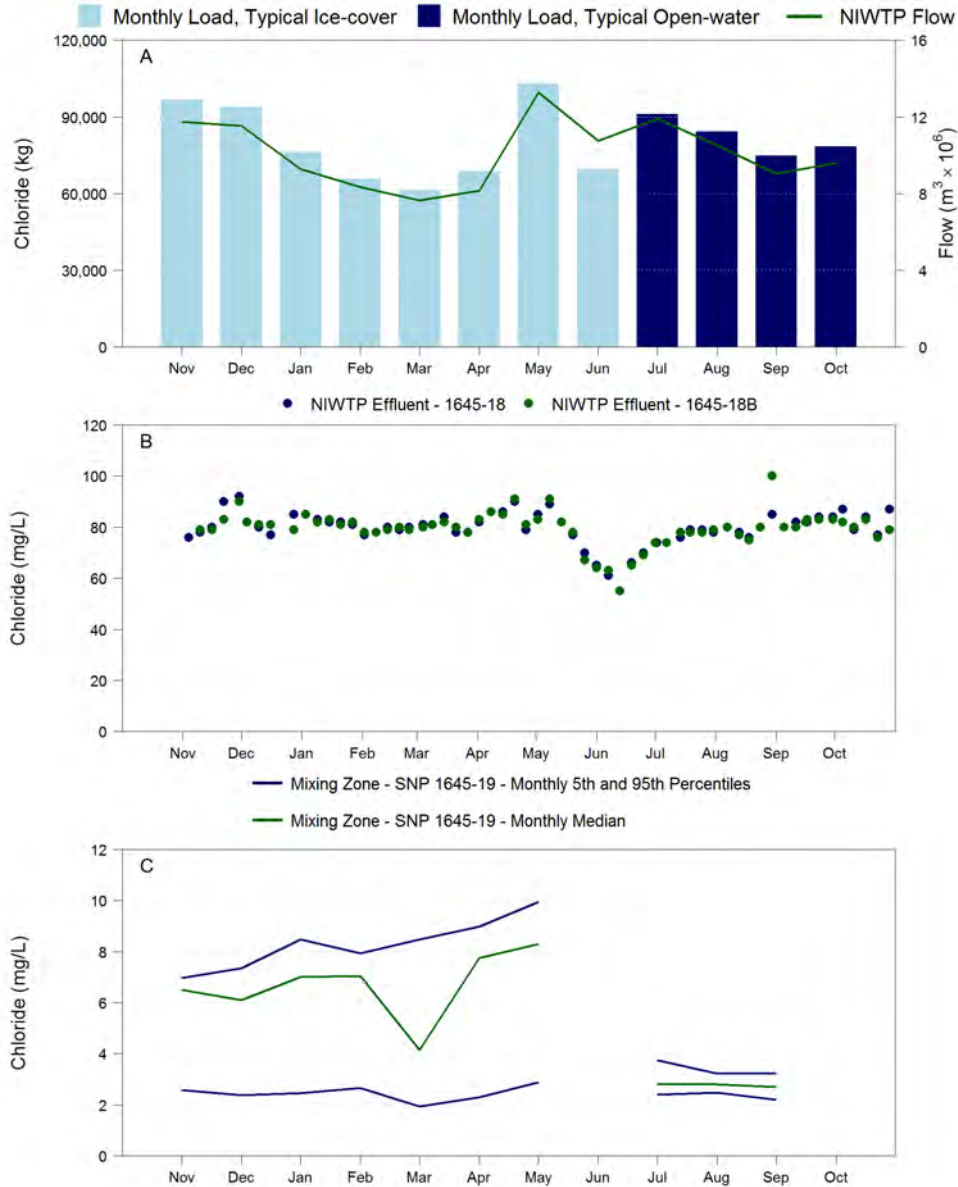 Monthly Load, Typical Ice-cover Monthly Load, Typical Open-water NIWTP Flow
A
120,000
90,000
60,000
30,000
0
Chloride (kg)
16
12
8
4
0
Flow (m³ × 10⁶)
Nov Dec Jan Feb Mar Apr May Jun Jul Aug Sep Oct
NIWTP Effluent - 1645-18 NIWTP Effluent - 1645-18B
B
120
100
80
60
40
20
0
Chloride (mg/L)
Nov Dec Jan Feb Mar Apr May Jun Jul Aug Sep Oct
Mixing Zone - SNP 1645-19 - Monthly 5th and 95th Percentiles
Mixing Zone - SNP 1645-19 - Monthly Median
C
12
10
8
6
4
2
0
Chloride (mg/L)
Nov Dec Jan Feb Mar Apr May Jun Jul Aug Sep Oct